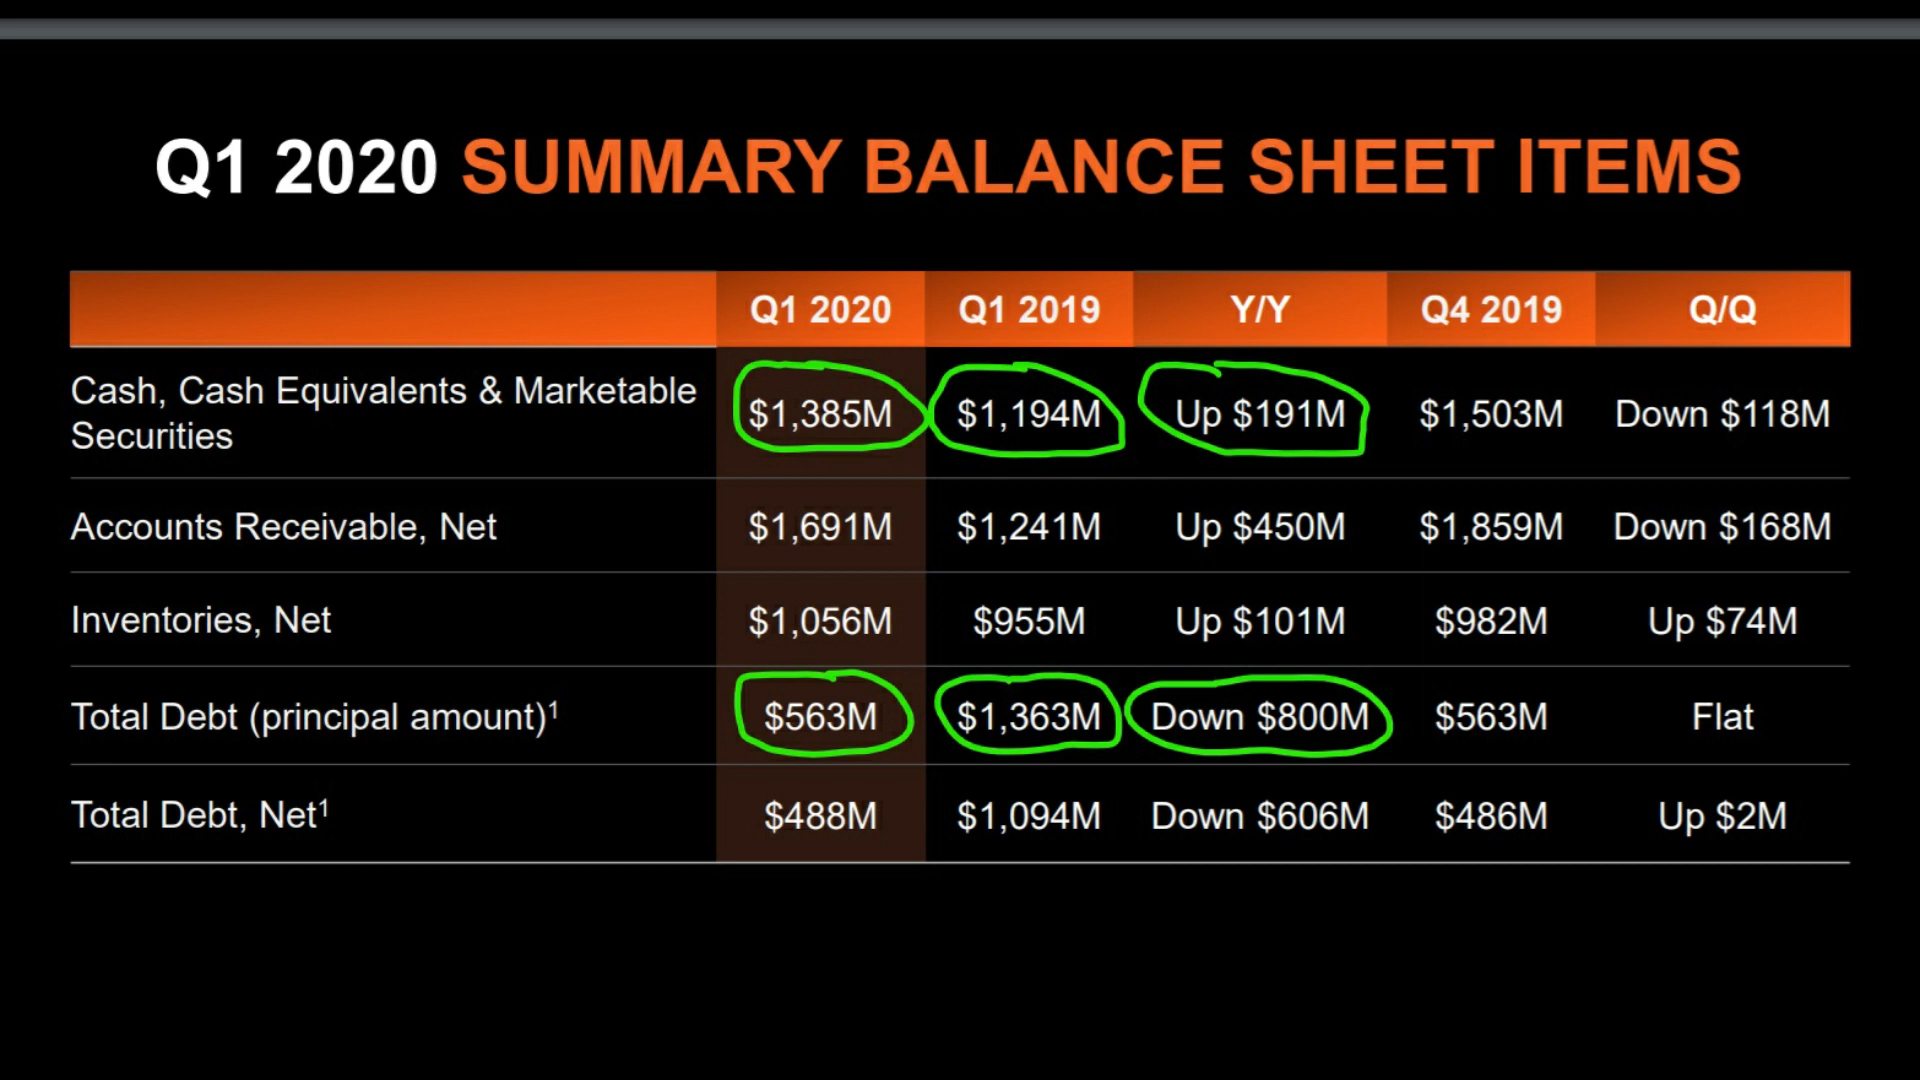 Q1 2020 SUMMARY BALANCE SHEET ITEMS
Q1 2020 Q1 2019 Y/Y Q4 2019 Q/Q
Cash, Cash Equivalents & Marketable
Securities $1,385M $1,194M Up $191M $1,503M Down $118M
Accounts Receivable, Net $1,691M $1,241M Up $450M $1,859M Down $168M
Inventories, Net $1,056M $955M Up $101M $982M Up $74M
Total Debt (principal amount)¹ $563M $1,363M Down $800M $563M Flat
Total Debt, Net¹ $488M $1,094M Down $606M $486M Up $2M